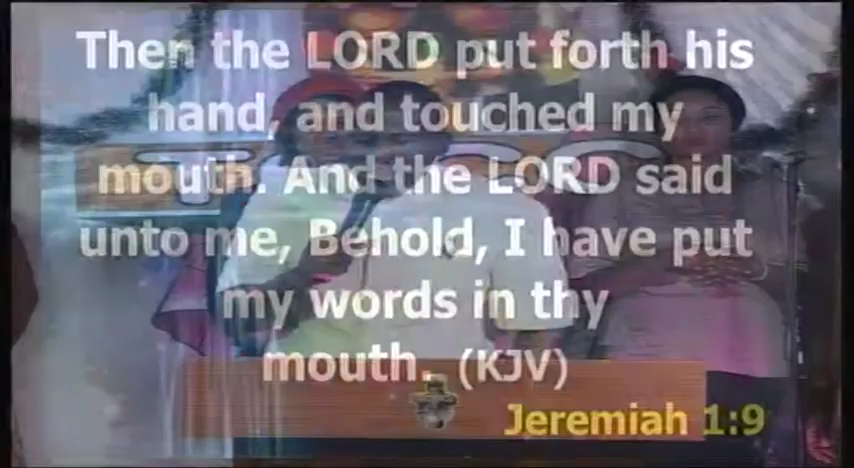 Then the LORD put forth his
hand, and touched my
mouth. And the LORD said
unto me, Behold, I have put
my words in thy
mouth. (KJV)
Jeremiah 1:9